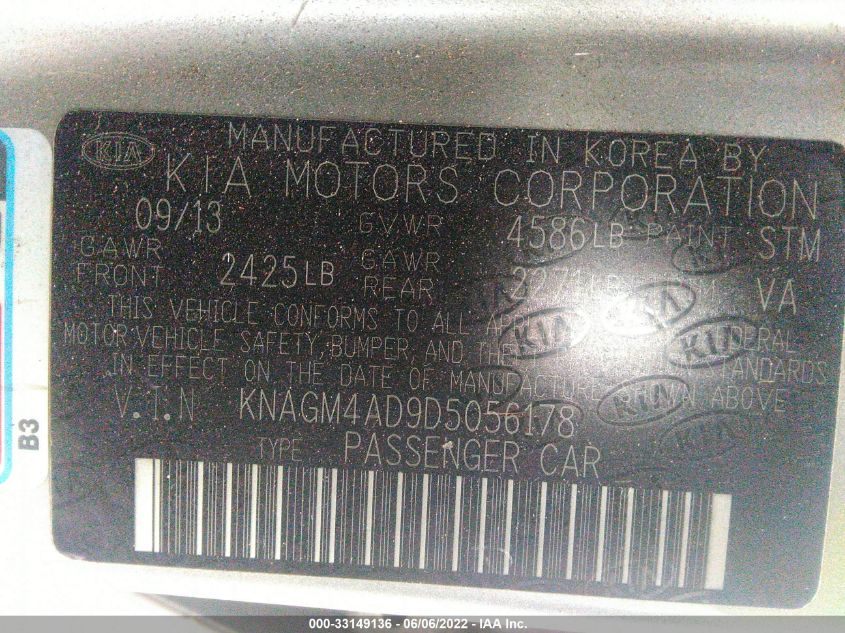 KIA
MANUFACTURED IN KOREA BY
KIA MOTORS CORPORATION
09/13 GVWR 4586LB PAINT STM
GAWR FRONT 2425LB GAWR REAR 2271LB VA
THIS VEHICLE CONFORMS TO ALL
MOTOR VEHICLE SAFETY, BUMPER, AND STANDARDS
IN EFFECT ON THE DATE OF MANUFACTURE ABOVE
V.I.N KNAGM4AD9D5056178
TYPE PASSENGER CAR
B3
000-33149136 - 06/06/2022 - IAA Inc.